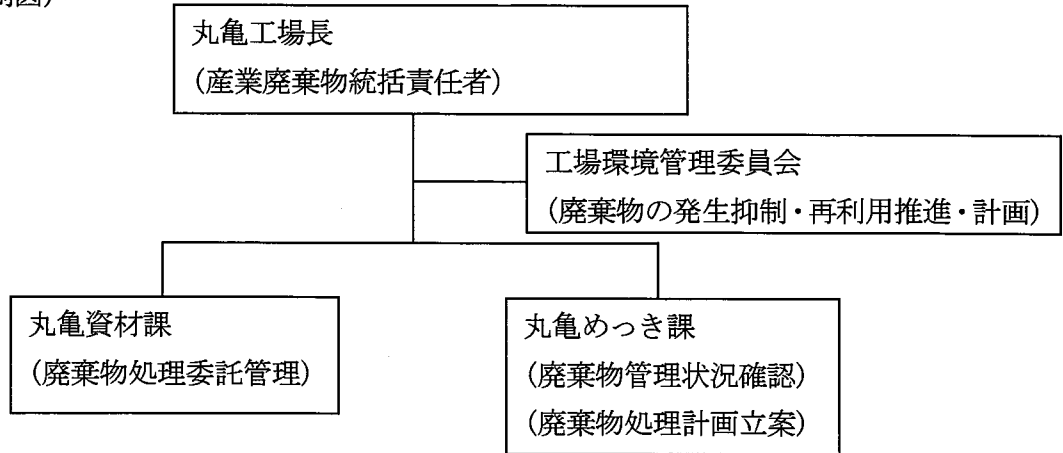 丸亀工場長
(産業廃棄物統括責任者)
工場環境管理委員会
(廃棄物の発生抑制・再利用推進・計画)
丸亀資材課
(廃棄物処理委託管理)
丸亀めっき課
(廃棄物管理状況確認)
(廃棄物処理計画立案)